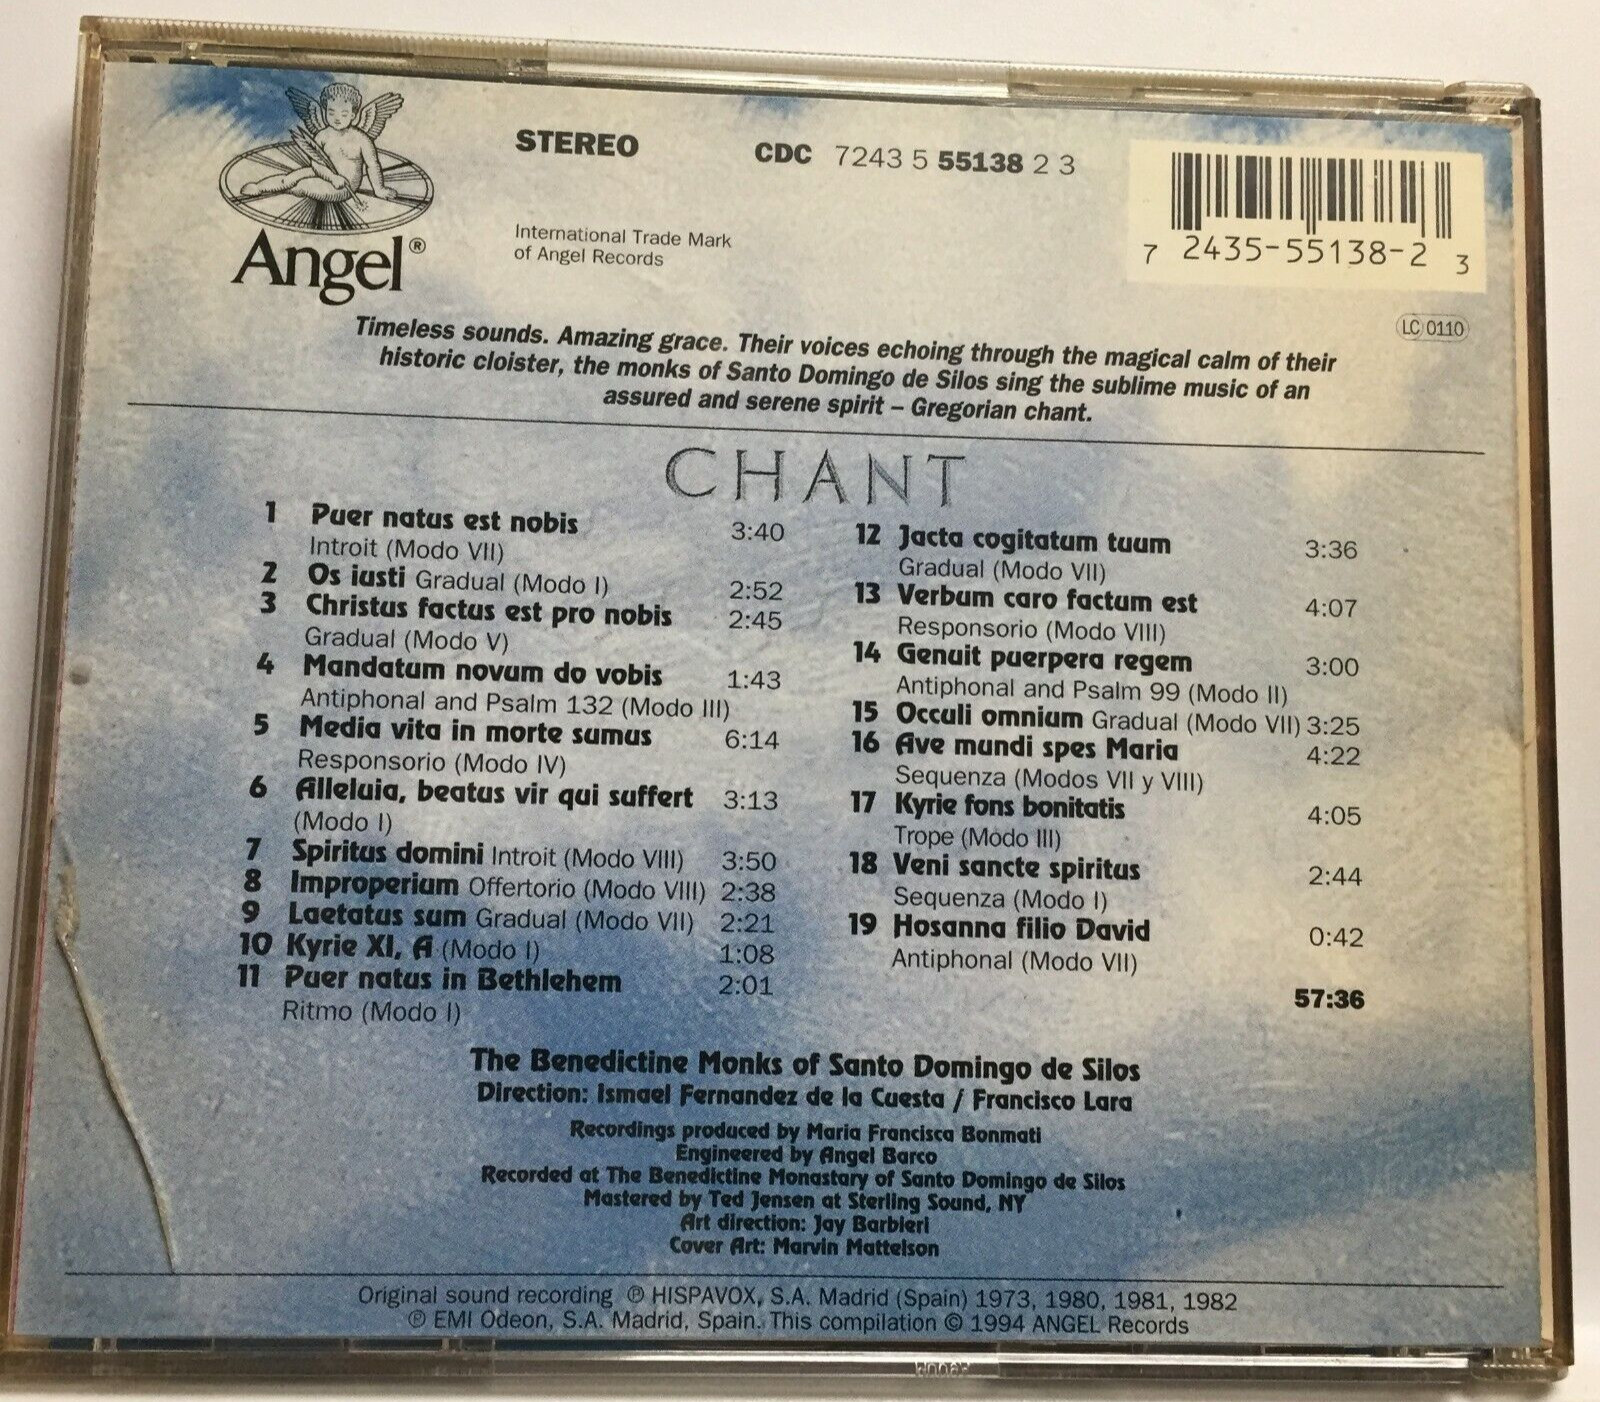 Angel®
STEREO
CDC 7243 5 55138 2 3
International Trade Mark
of Angel Records
7 2435-55138-2 3
LC 0110
Timeless sounds. Amazing grace. Their voices echoing through the magical calm of their
historic cloister, the monks of Santo Domingo de Silos sing the sublime music of an
assured and serene spirit – Gregorian chant.
CHANT
1 Puer natus est nobis 3:40
Introit (Modo VII)
2 Os iusti Gradual (Modo I) 2:52
3 Christus factus est pro nobis 2:45
Gradual (Modo V)
4 Mandatum novum do vobis 1:43
Antiphonal and Psalm 132 (Modo III)
5 Media vita in morte sumus 6:14
Responsorio (Modo IV)
6 Alleluia, beatus vir qui suffert 3:13
(Modo I)
7 Spiritus domini Introit (Modo VIII) 3:50
8 Improperium Offertorio (Modo VIII) 2:38
9 Laetatus sum Gradual (Modo VII) 2:21
10 Kyrie XI, A (Modo I) 1:08
11 Puer natus in Bethlehem 2:01
Ritmo (Modo I)
12 Jacta cogitatum tuum 3:36
Gradual (Modo VII)
13 Verbum caro factum est 4:07
Responsorio (Modo VIII)
14 Genuit puerpera regem 3:00
Antiphonal and Psalm 99 (Modo II)
15 Occuli omnium Gradual (Modo VII) 3:25
16 Ave mundi spes Maria 4:22
Sequenza (Modos VII y VIII)
17 Kyrie fons bonitatis 4:05
Trope (Modo III)
18 Veni sancte spiritus 2:44
Sequenza (Modo I)
19 Hosanna filio David 0:42
Antiphonal (Modo VII)
57:36
The Benedictine Monks of Santo Domingo de Silos
Direction: Ismael Fernandez de la Cuesta / Francisco Lara
Recordings produced by Maria Francisca Bonmati
Engineered by Angel Barco
Recorded at The Benedictine Monastary of Santo Domingo de Silos
Mastered by Ted Jensen at Sterling Sound, NY
Art direction: Jay Barbieri
Cover Art: Marvin Mattelson
Original sound recording ℗ HISPAVOX, S.A. Madrid (Spain) 1973, 1980, 1981, 1982
℗ EMI Odeon, S.A. Madrid, Spain. This compilation © 1994 ANGEL Records